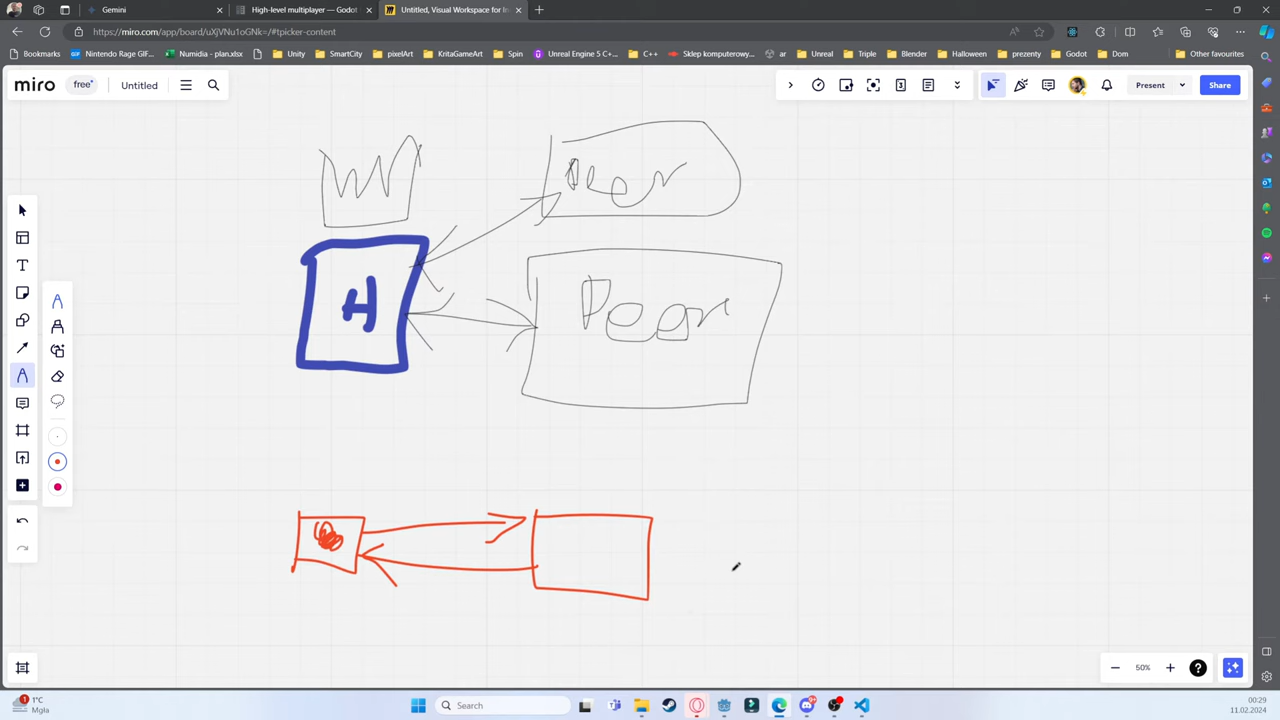 Gemini
High-level multiplayer — Godot
Untitled, Visual Workspace for In
https://miro.com/app/board/uXjVNu1oGNk=/#tpicker-content
Bookmarks
Nintendo Rage GIF...
Numidia - plan.xlsx
Unity
SmartCity
pixelArt
KritaGameArt
Spin
Unreal Engine 5 C++...
C++
Sklep komputerowy...
ar
Unreal
Triple
Blender
Halloween
prezenty
Godot
Dom
Other favourites
miro
free
Untitled
3
Present
Share
Peer
H
Peer
50%
1
1°C
Mgła
Search
00:29
11.02.2024